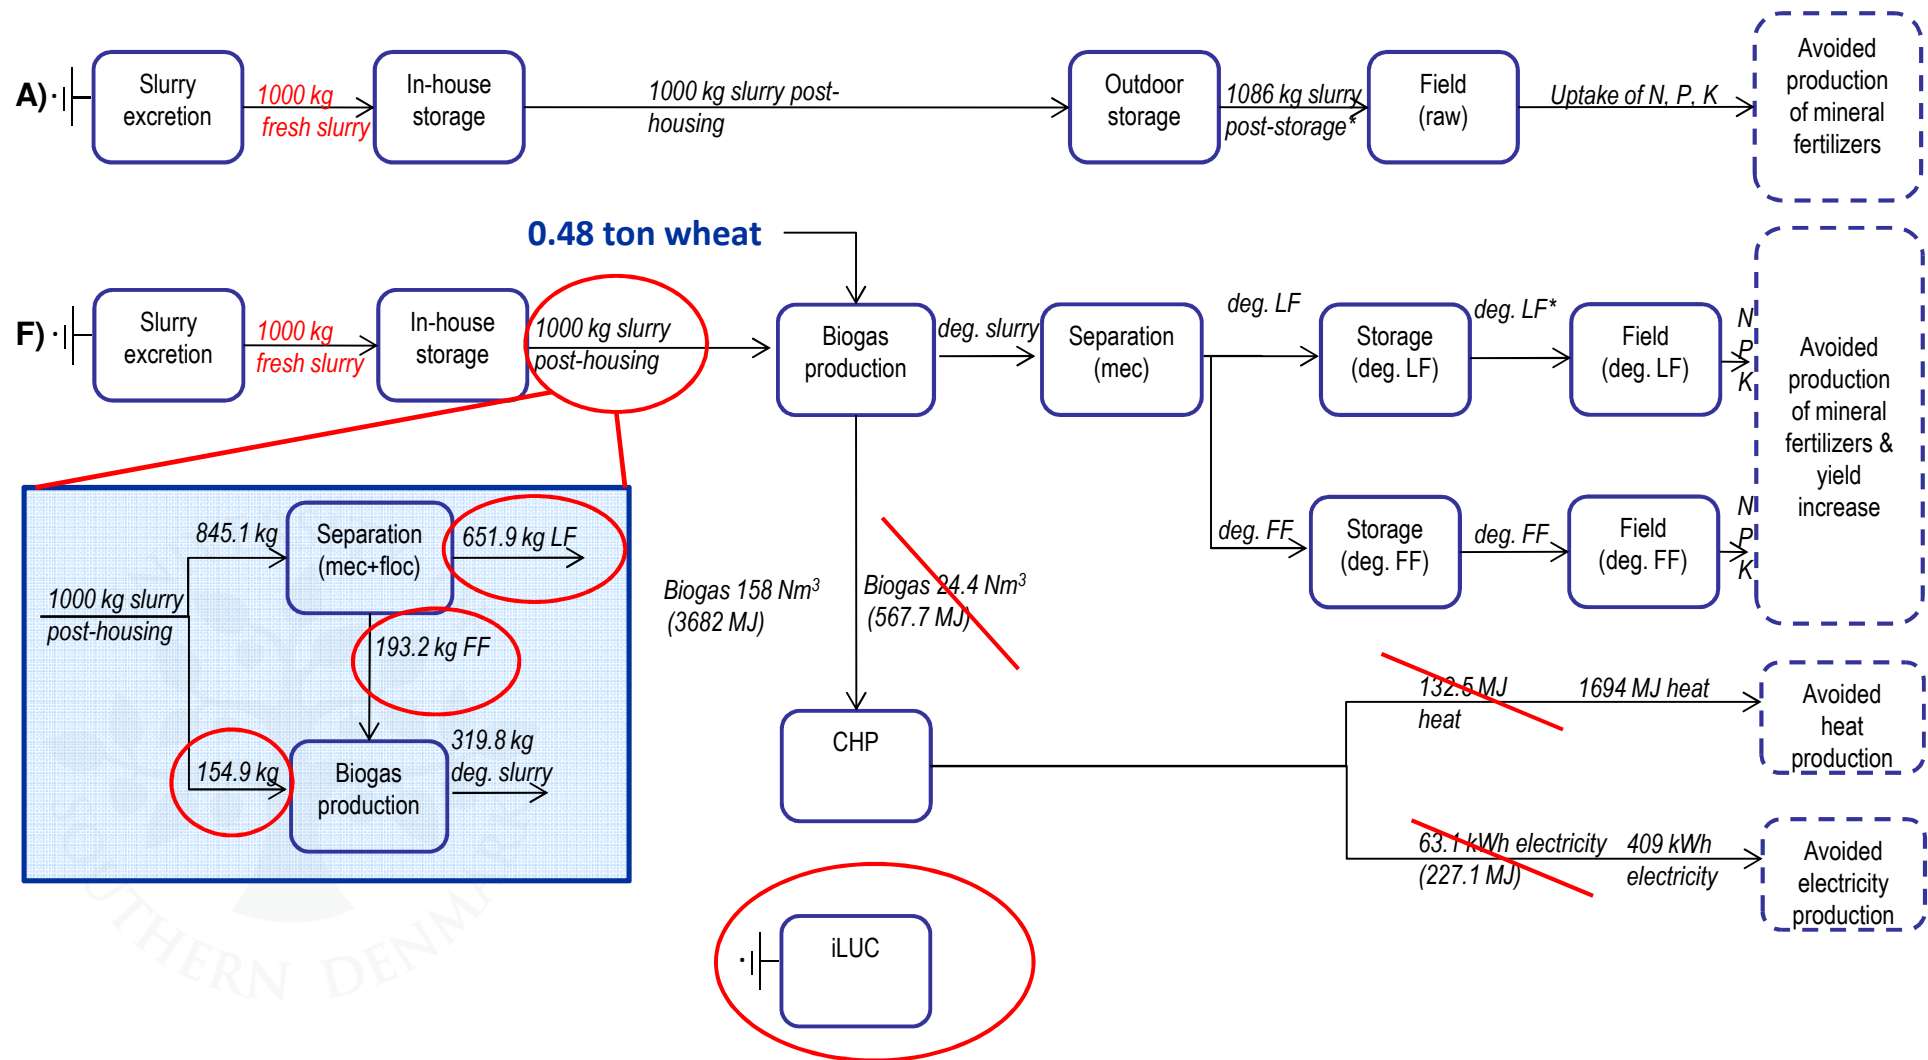 A)
Slurry
excretion
1000 kg
fresh slurry
In-house
storage
1000 kg slurry post-
housing
Outdoor
storage
1086 kg slurry
post-storage*
Field
(raw)
Uptake of N, P, K
Avoided
production
of mineral
fertilizers
0.48 ton wheat
F)
Slurry
excretion
1000 kg
fresh slurry
In-house
storage
1000 kg slurry
post-housing
Biogas
production
deg. slurry
Separation
(mec)
deg. LF
Storage
(deg. LF)
deg. LF*
Field
(deg. LF)
N
P
K
Avoided
production
of mineral
fertilizers &
yield
increase
deg. FF
Storage
(deg. FF)
deg. FF
Field
(deg. FF)
N
P
K
845.1 kg
Separation
(mec+floc)
651.9 kg LF
1000 kg slurry
post-housing
193.2 kg FF
154.9 kg
Biogas
production
319.8 kg
deg. slurry
Biogas 158 Nm³
(3682 MJ)
Biogas 24.4 Nm³
(567.7 MJ)
CHP
132.5 MJ
heat
1694 MJ heat
Avoided
heat
production
63.1 kWh electricity
(227.1 MJ)
409 kWh
electricity
Avoided
electricity
production
iLUC
SOUTHERN DENMARK